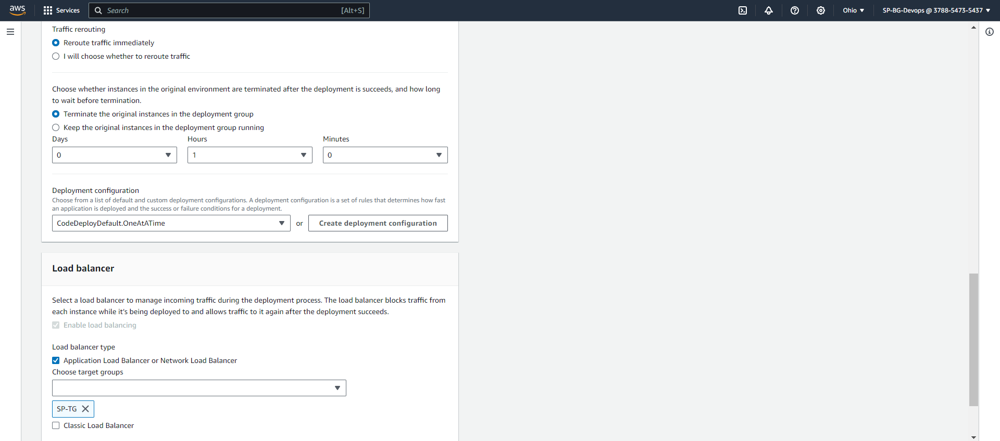 aws
Services
Search
[Alt+S]
Ohio
SP-BG-Devops @ 3788-5473-5437
Traffic rerouting
Reroute traffic immediately
I will choose whether to reroute traffic
Choose whether instances in the original environment are terminated after the deployment is succeeds, and how long
to wait before termination.
Terminate the original instances in the deployment group
Keep the original instances in the deployment group running
Days
Hours
Minutes
0
1
0
Deployment configuration
Choose from a list of default and custom deployment configurations. A deployment configuration is a set of rules that determines how fast
an application is deployed and the success or failure conditions for a deployment.
CodeDeployDefault.OneAtATime
or
Create deployment configuration
Load balancer
Select a load balancer to manage incoming traffic during the deployment process. The load balancer blocks traffic from
each instance while it's being deployed to and allows traffic to it again after the deployment succeeds.
Enable load balancing
Load balancer type
Application Load Balancer or Network Load Balancer
Choose target groups
SP-TG
Classic Load Balancer